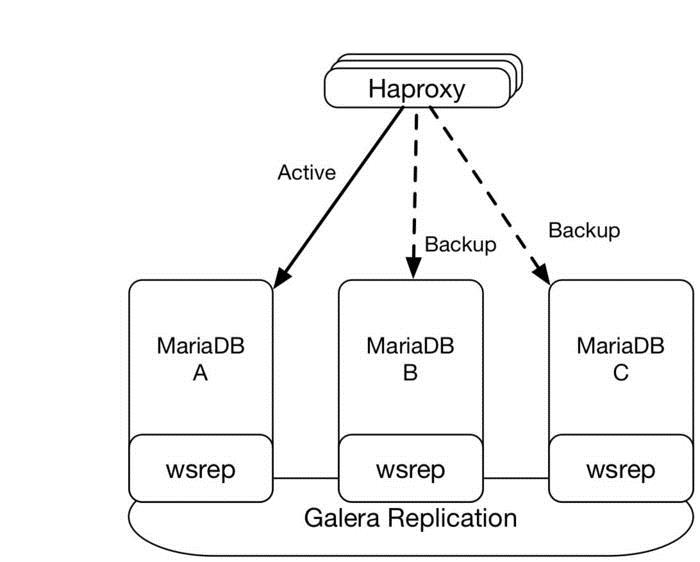 Haproxy
Active
Backup
Backup
MariaDB
A
MariaDB
B
MariaDB
C
wsrep
wsrep
wsrep
Galera Replication